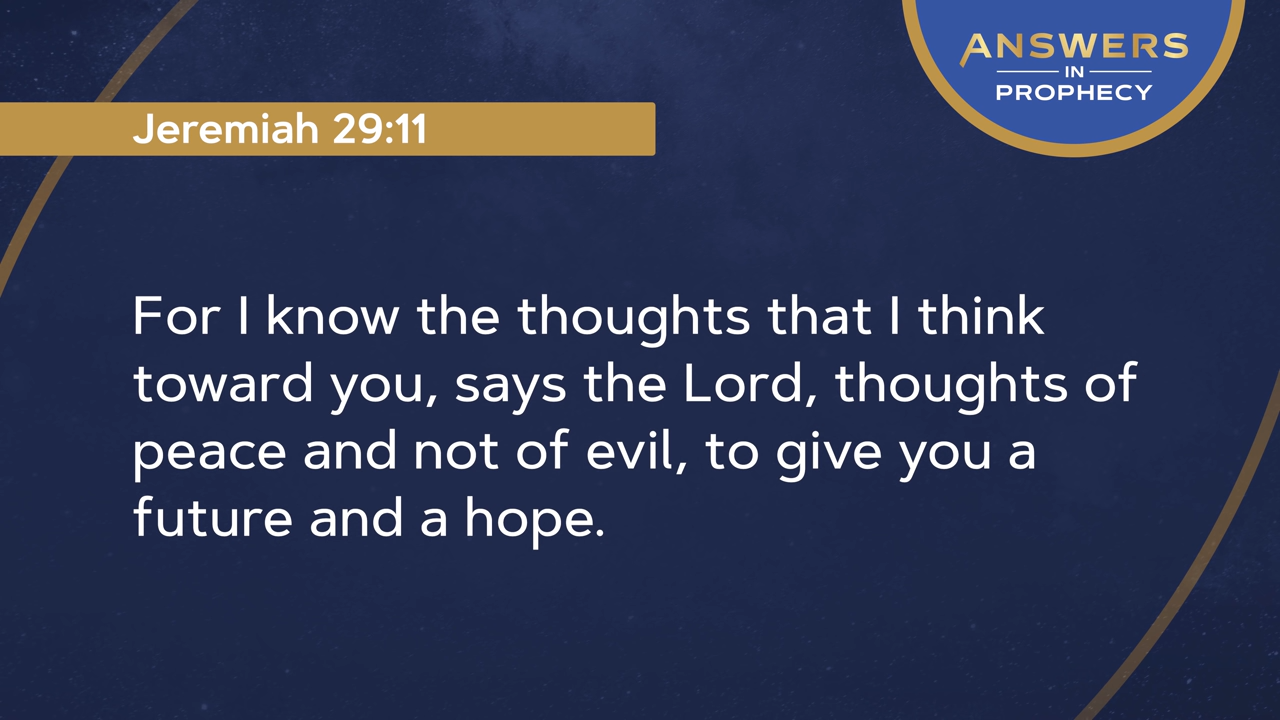 ANSWERS
IN
PROPHECY
Jeremiah 29:11
For I know the thoughts that I think
toward you, says the Lord, thoughts of
peace and not of evil, to give you a
future and a hope.